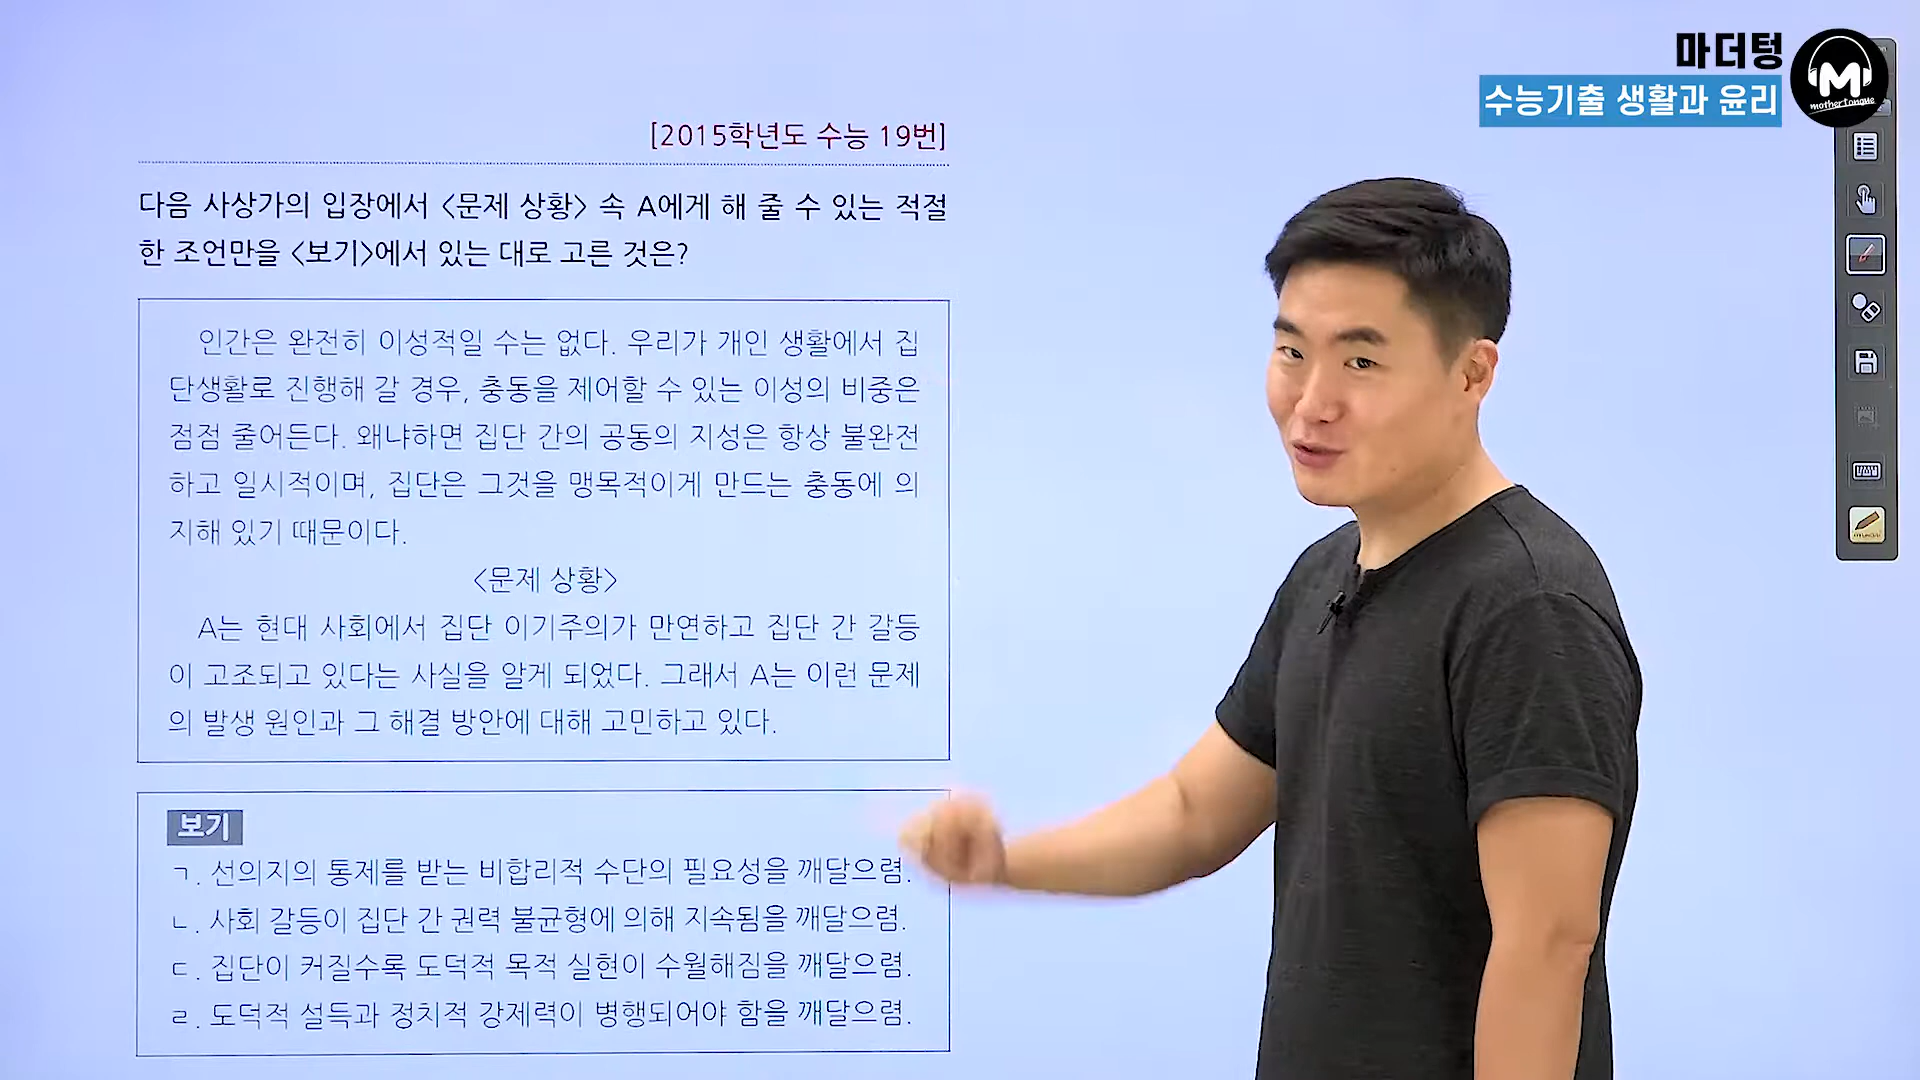 마더텅
수능기출 생활과 윤리
M
mothertongue
[2015학년도 수능 19번]
다음 사상가의 입장에서 〈문제 상황〉 속 A에게 해 줄 수 있는 적절
한 조언만을 〈보기〉에서 있는 대로 고른 것은?
인간은 완전히 이성적일 수는 없다. 우리가 개인 생활에서 집
단생활로 진행해 갈 경우, 충동을 제어할 수 있는 이성의 비중은
점점 줄어든다. 왜냐하면 집단 간의 공동의 지성은 항상 불완전
하고 일시적이며, 집단은 그것을 맹목적이게 만드는 충동에 의
지해 있기 때문이다.
〈문제 상황〉
A는 현대 사회에서 집단 이기주의가 만연하고 집단 간 갈등
이 고조되고 있다는 사실을 알게 되었다. 그래서 A는 이런 문제
의 발생 원인과 그 해결 방안에 대해 고민하고 있다.
보기
ㄱ. 선의지의 통제를 받는 비합리적 수단의 필요성을 깨달으렴.
ㄴ. 사회 갈등이 집단 간 권력 불균형에 의해 지속됨을 깨달으렴.
ㄷ. 집단이 커질수록 도덕적 목적 실현이 수월해짐을 깨달으렴.
ㄹ. 도덕적 설득과 정치적 강제력이 병행되어야 함을 깨달으렴.